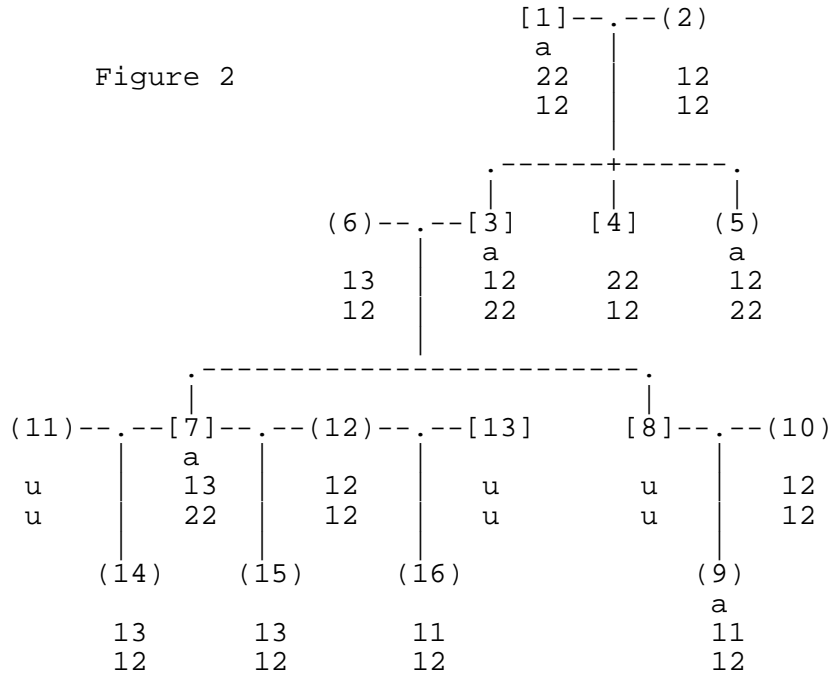 [1]--.--(2)
a |
Figure 2 22 | 12
12 | 12
|
.------+------.
| | |
(6)--.--[3] [4] (5)
| a a
13 | 12 22 12
12 | 22 12 22
|
.--------------------------.
| |
(11)--.--[7]--.--(12)--.--[13] [8]--.--(10)
| a | | |
u | 13 | 12 | u u | 12
u | 22 | 12 | u u | 12
| | | |
(14) (15) (16) (9)
a
13 13 11 11
12 12 12 12